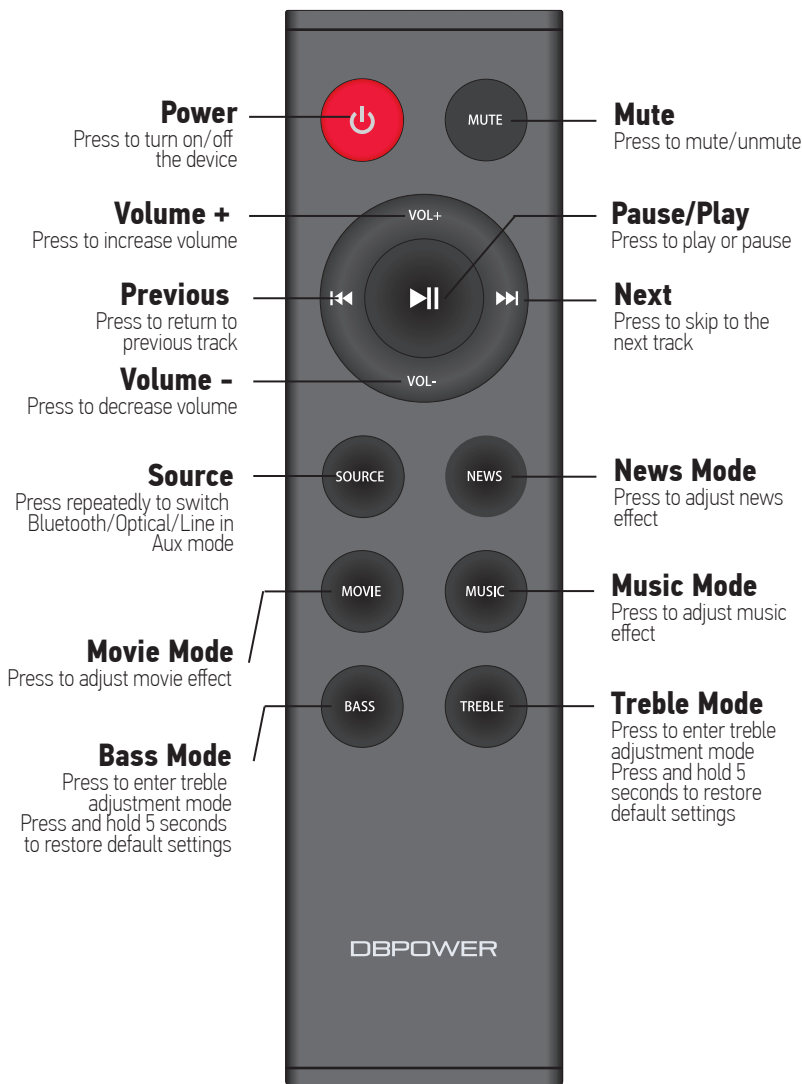 Power
Press to turn on/off
the device
MUTE
Mute
Press to mute/unmute
Volume +
Press to increase volume
VOL+
Pause/Play
Press to play or pause
Previous
Press to return to
previous track
Next
Press to skip to the
next track
Volume -
Press to decrease volume
VOL-
Source
Press repeatedly to switch
Bluetooth/Optical/Line in
Aux mode
SOURCE
NEWS
News Mode
Press to adjust news
effect
MOVIE
MUSIC
Music Mode
Press to adjust music
effect
Movie Mode
Press to adjust movie effect
BASS
TREBLE
Treble Mode
Press to enter treble
adjustment mode
Press and hold 5
seconds to restore
default settings
Bass Mode
Press to enter treble
adjustment mode
Press and hold 5 seconds
to restore default settings
DBPOWER